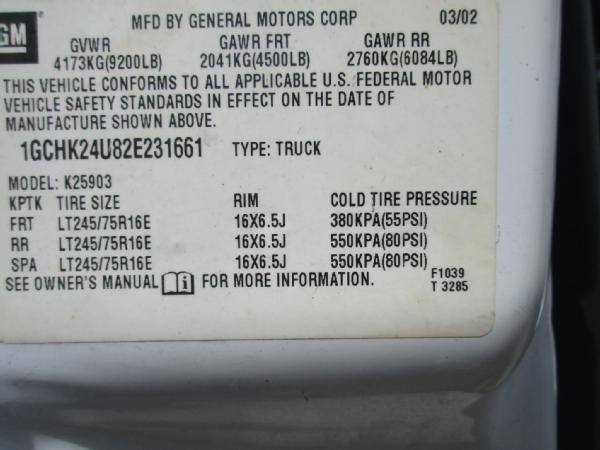 GM
MFD BY GENERAL MOTORS CORP 03/02
GVWR GAWR FRT GAWR RR
4173KG(9200LB) 2041KG(4500LB) 2760KG(6084LB)
THIS VEHICLE CONFORMS TO ALL APPLICABLE U.S. FEDERAL MOTOR
VEHICLE SAFETY STANDARDS IN EFFECT ON THE DATE OF
MANUFACTURE SHOWN ABOVE.
1GCHK24U82E231661 TYPE: TRUCK
MODEL: K25903
KPTK TIRE SIZE RIM COLD TIRE PRESSURE
FRT LT245/75R16E 16X6.5J 380KPA(55PSI)
RR LT245/75R16E 16X6.5J 550KPA(80PSI)
SPA LT245/75R16E 16X6.5J 550KPA(80PSI)
SEE OWNER'S MANUAL i FOR MORE INFORMATION. F1039
T 3285